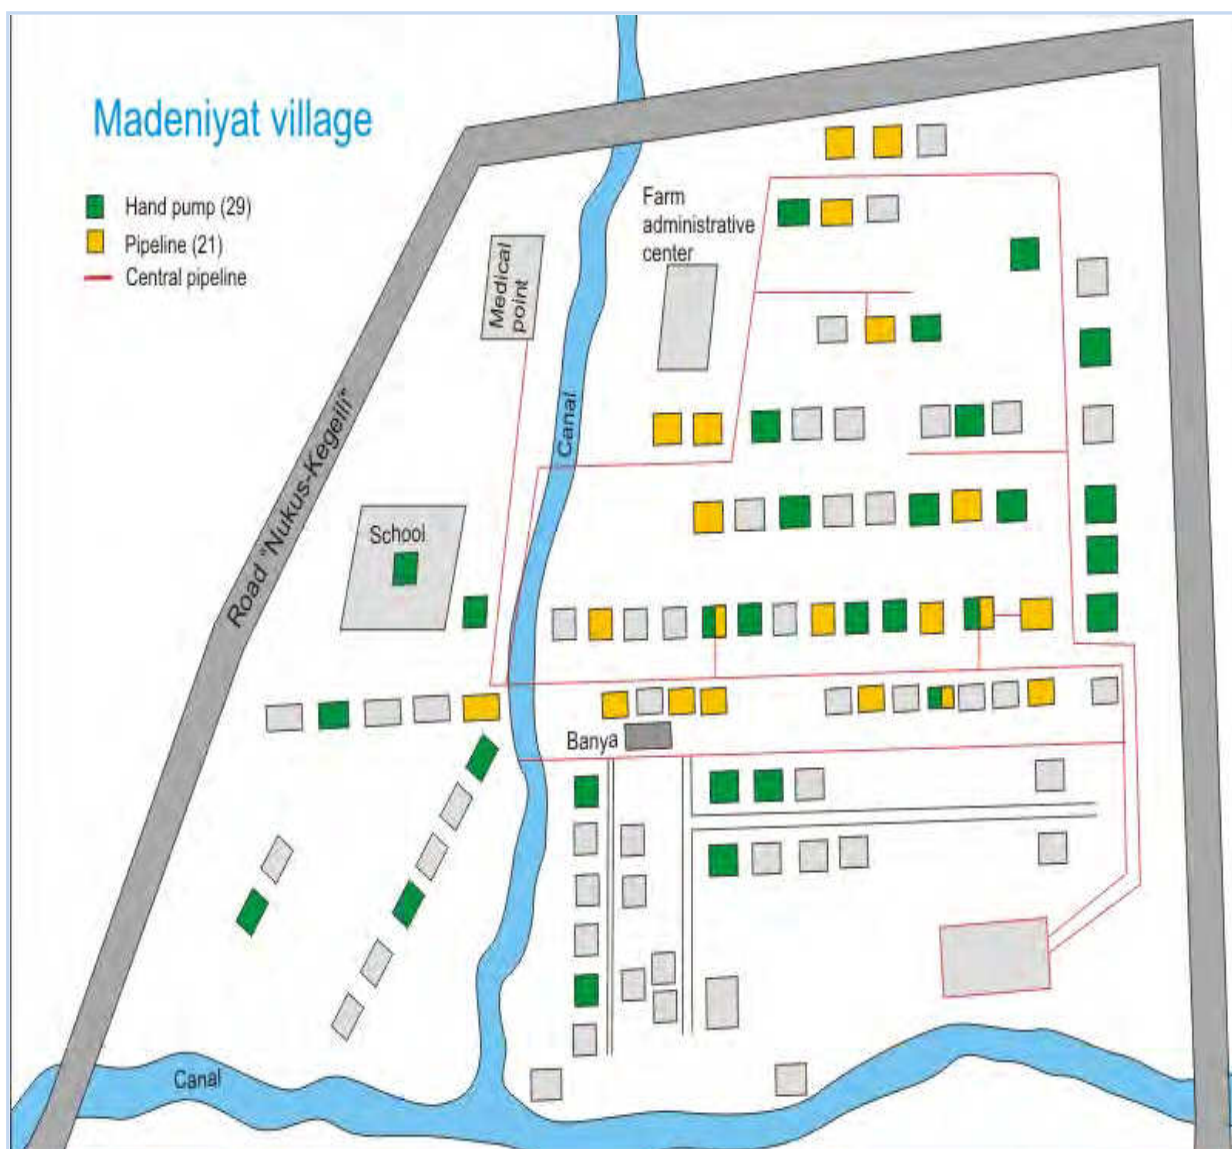 Madeniyat village
Hand pump (29)
Pipeline (21)
Central pipeline
Farm
administrative
center
Medical
point
Canal
Road "Nukus-Kegeili"
School
Banya
Canal